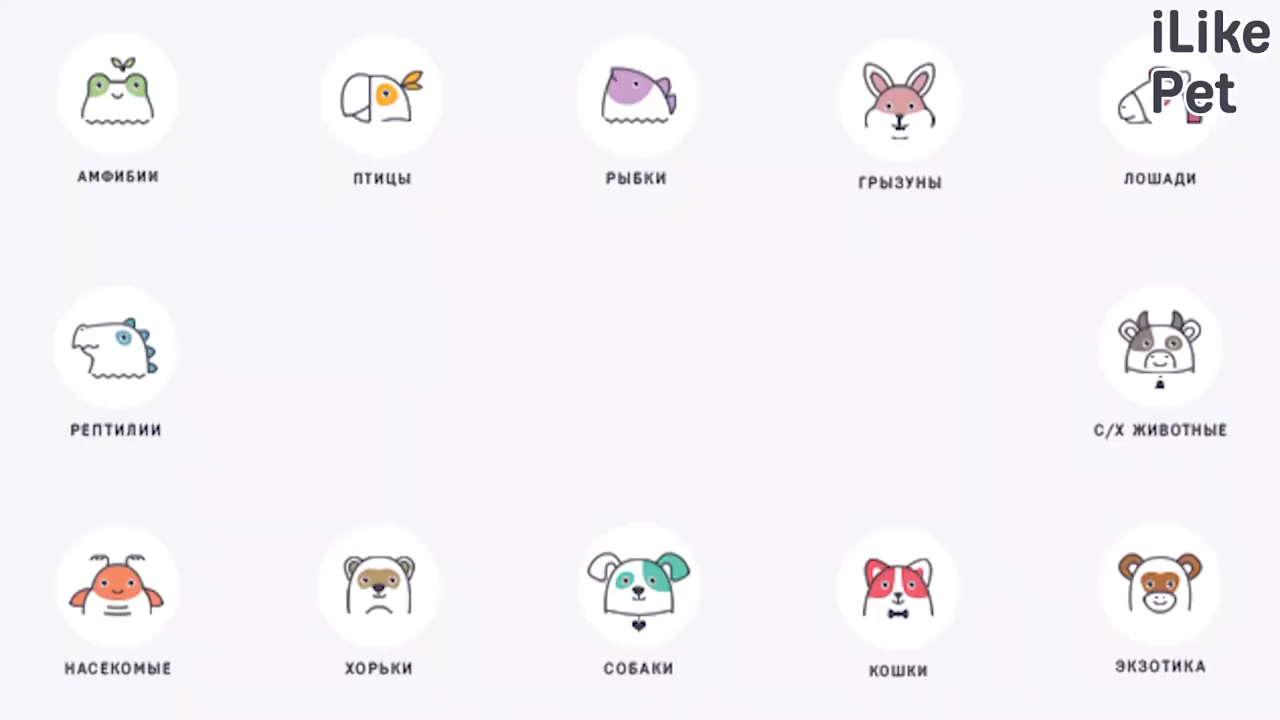 iLike
Pet
АМФИБИИ
ПТИЦЫ
РЫБКИ
ГРЫЗУНЫ
ЛОШАДИ
РЕПТИЛИИ
С/Х ЖИВОТНЫЕ
НАСЕКОМЫЕ
ХОРЬКИ
СОБАКИ
КОШКИ
ЭКЗОТИКА